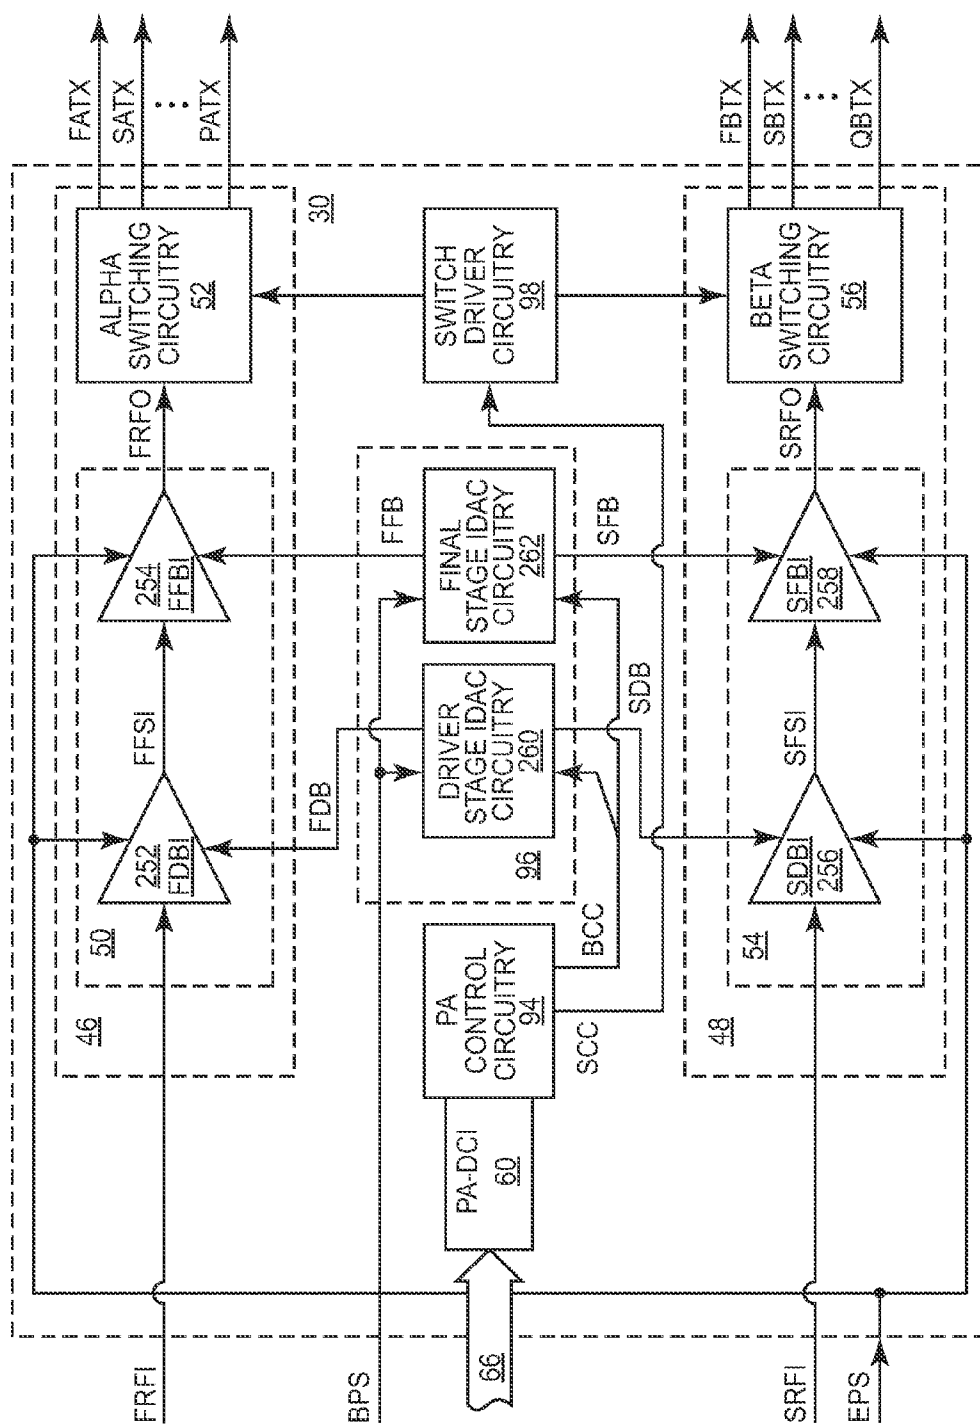 FATX
SATX
PATX
FBTX
SBTX
QBTX
ALPHA
SWITCHING
CIRCUITRY
52
30
SWITCH
DRIVER
CIRCUITRY
98
BETA
SWITCHING
CIRCUITRY
56
FRFO
SRFO
254
FFBI
FFB
FINAL
STAGE IDAC
CIRCUITRY
262
SFB
SFBI
258
FFSI
SDB
SFSI
252
FDBI
FDB
DRIVER
STAGE IDAC
CIRCUITRY
260
SDBI
256
96
50
BCC
54
46
PA
CONTROL
CIRCUITRY
94
SCC
48
PA-DCI
60
66
FRFI
BPS
SRFI
EPS